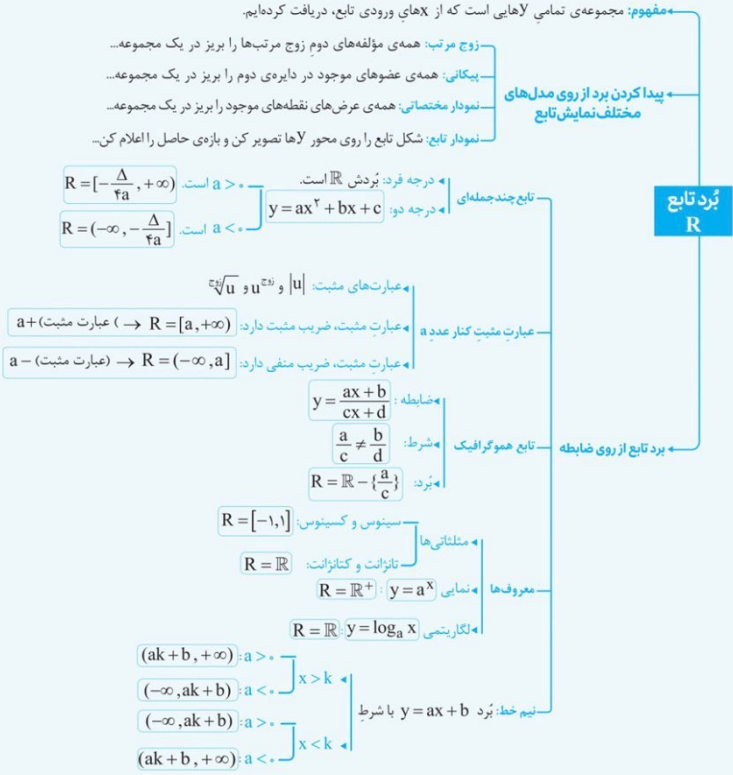 بُرد تابع
R
مفهوم: مجموعه‌ی تمامیِ yهایی است که از xهایِ ورودی تابع، دریافت کرده‌ایم.
پیدا کردن برد از روی مدل‌های
مختلف نمایش تابع
زوج مرتب: همه‌ی مؤلفه‌های دومِ زوج مرتب‌ها را بریز در یک مجموعه...
پیکانی: همه‌ی عضوهای موجود در دایره‌ی دوم را بریز در یک مجموعه...
نمودار مختصاتی: همه‌ی عرض‌های نقطه‌های موجود را بریز در یک مجموعه...
نمودار تابع: شکل تابع را روی محور yها تصویر کن و بازه‌ی حاصل را اعلام کن...
برد تابع از روی ضابطه
تابع چندجمله‌ای
درجه فرد: بُردش ℝ است.
درجه دو: y = ax² + bx + c
a > ۰ است. R = [-Δ/۴a , +∞)
a < ۰ است. R = (-∞ , -Δ/۴a]
عبارتِ مثبتِ کنار عددِ a
عبارت‌های مثبت: |u| و u^زوج و زوج√u
عبارتِ مثبت، ضریب مثبت دارد: a + (عبارت مثبت) → R = [a , +∞)
عبارتِ مثبت، ضریب منفی دارد: a - (عبارت مثبت) → R = (-∞ , a]
تابع هموگرافیک
ضابطه: y = (ax + b)/(cx + d)
شرط: a/c ≠ b/d
بُرد: R = ℝ - {a/c}
معروف‌ها
مثلثاتی‌ها
سینوس و کسینوس: R = [-۱,۱]
تانژانت و کتانژانت: R = ℝ
نمایی y = aˣ : R = ℝ⁺
لگاریتمی y = logₐ x : R = ℝ
نیم خط: بُرد y = ax + b با شرطِ
x > k
a > ۰: (ak + b , +∞)
a < ۰: (-∞ , ak + b)
x < k
a > ۰: (-∞ , ak + b)
a < ۰: (ak + b , +∞)